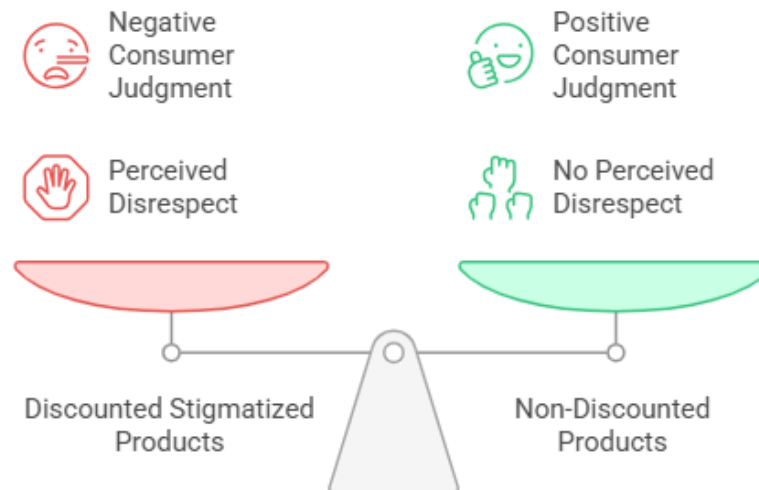 Negative
Consumer
Judgment
Positive
Consumer
Judgment
Perceived
Disrespect
No Perceived
Disrespect
Discounted Stigmatized
Products
Non-Discounted
Products